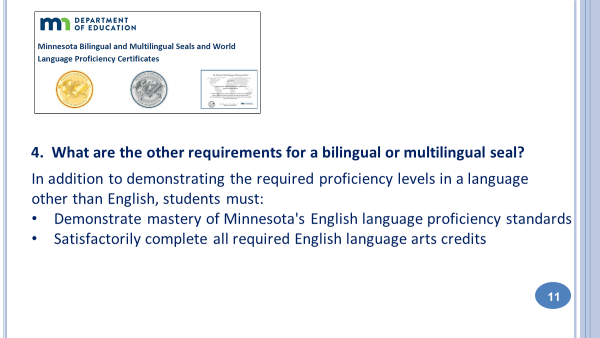 mn DEPARTMENT
OF EDUCATION
Minnesota Bilingual and Multilingual Seals and World
Language Proficiency Certificates
4. What are the other requirements for a bilingual or multilingual seal?
In addition to demonstrating the required proficiency levels in a language
other than English, students must:
• Demonstrate mastery of Minnesota's English language proficiency standards
• Satisfactorily complete all required English language arts credits
11